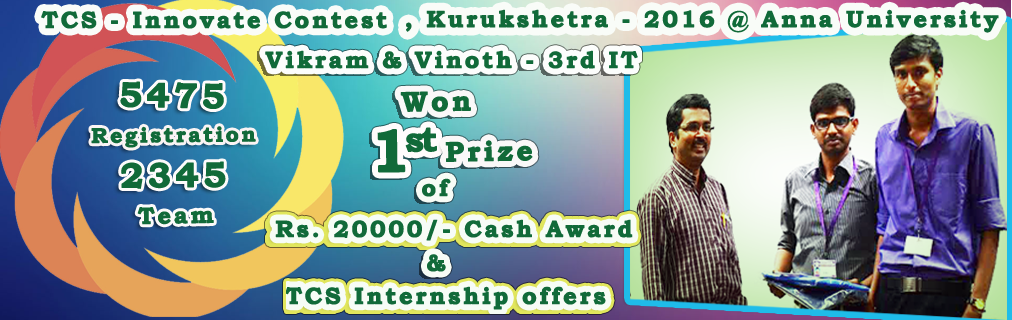 TCS - Innovate Contest , Kurukshetra - 2016 @ Anna University
5475
Registration
2345
Team
Vikram & Vinoth - 3rd IT
Won
1st Prize
of
Rs. 20000/- Cash Award
&
TCS Internship offers